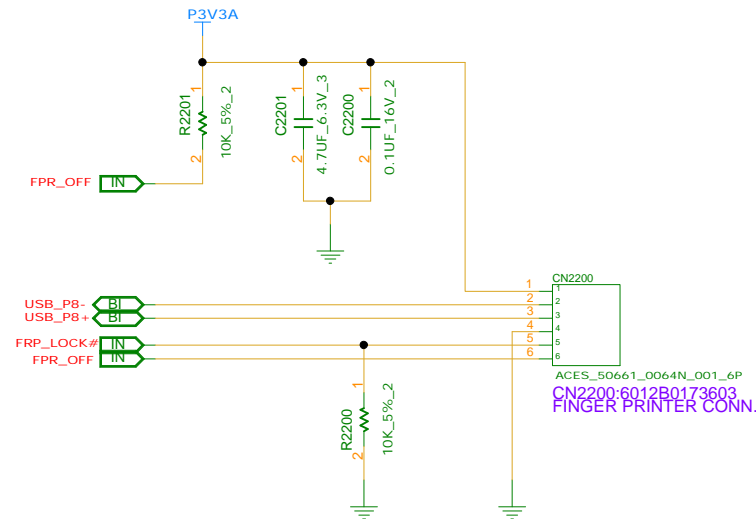 P3V3A
1
R2201
10K_5%_2
2
1
C2201
4.7UF_6.3V_3
2
1
C2200
0.1UF_16V_2
2
FPR_OFF IN
CN2200
USB_P8- BI
USB_P8+ BI
FRP_LOCK# IN
FPR_OFF IN
1 1
2 2
3 3
4 4
5 5
6 6
ACES_50661_0064N_001_6P
CN2200:6012B0173603
FINGER PRINTER CONN.
1
R2200
10K_5%_2
2